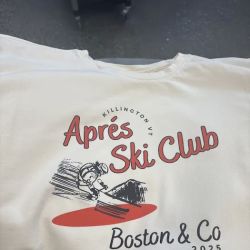 KILLINGTON VT
Aprés
Ski Club
Boston & Co
2025